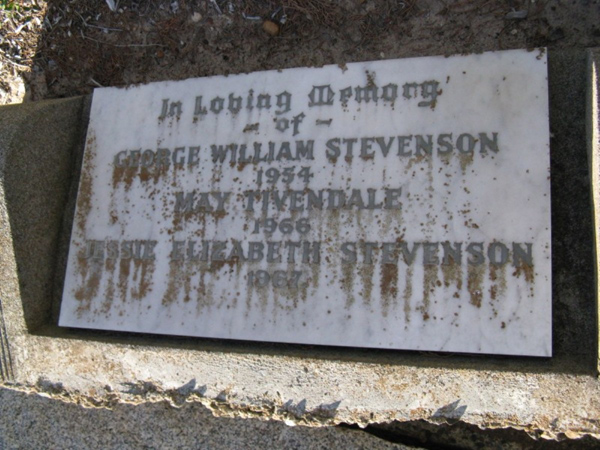 In Loving Memory
- of -
GEORGE WILLIAM STEVENSON
1954
MAY TIVENDALE
1966
JESSIE ELIZABETH STEVENSON
1967